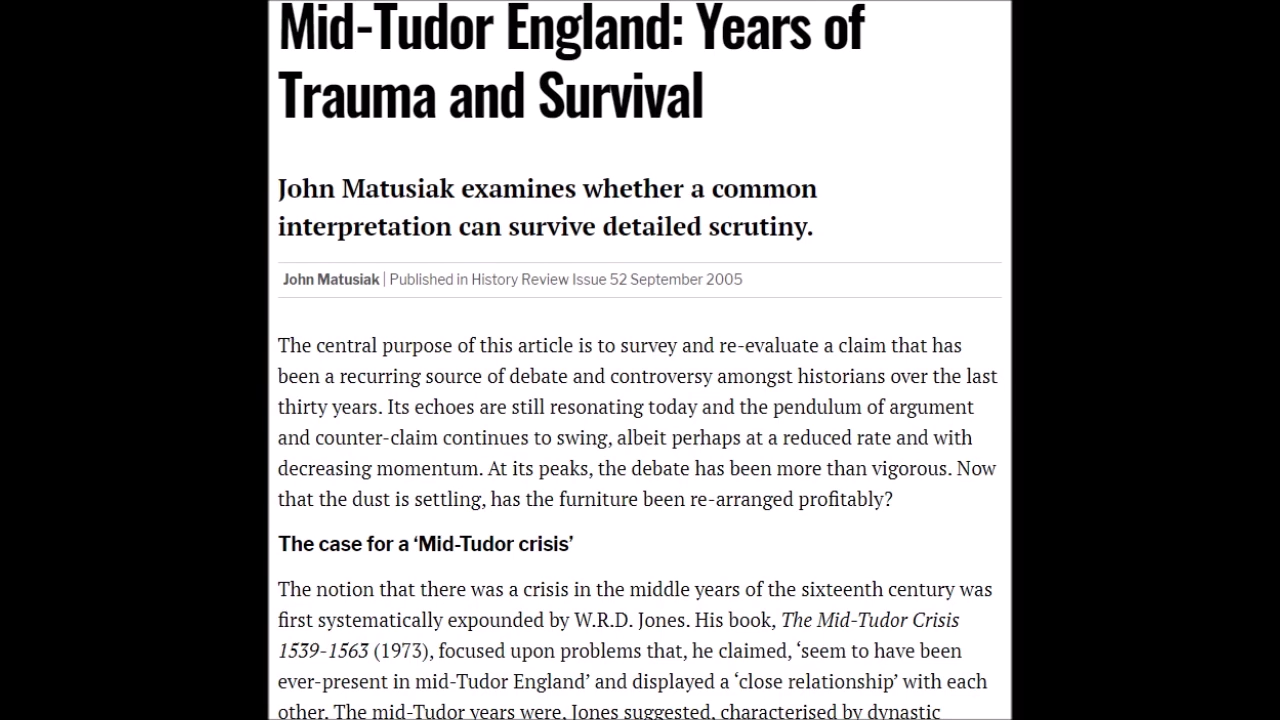 Mid-Tudor England: Years of
Trauma and Survival
John Matusiak examines whether a common
interpretation can survive detailed scrutiny.
John Matusiak | Published in History Review Issue 52 September 2005
The central purpose of this article is to survey and re-evaluate a claim that has
been a recurring source of debate and controversy amongst historians over the last
thirty years. Its echoes are still resonating today and the pendulum of argument
and counter-claim continues to swing, albeit perhaps at a reduced rate and with
decreasing momentum. At its peaks, the debate has been more than vigorous. Now
that the dust is settling, has the furniture been re-arranged profitably?
The case for a ‘Mid-Tudor crisis’
The notion that there was a crisis in the middle years of the sixteenth century was
first systematically expounded by W.R.D. Jones. His book, The Mid-Tudor Crisis
1539-1563 (1973), focused upon problems that, he claimed, ‘seem to have been
ever-present in mid-Tudor England’ and displayed a ‘close relationship’ with each
other. The mid-Tudor years were, Jones suggested, characterised by dynastic